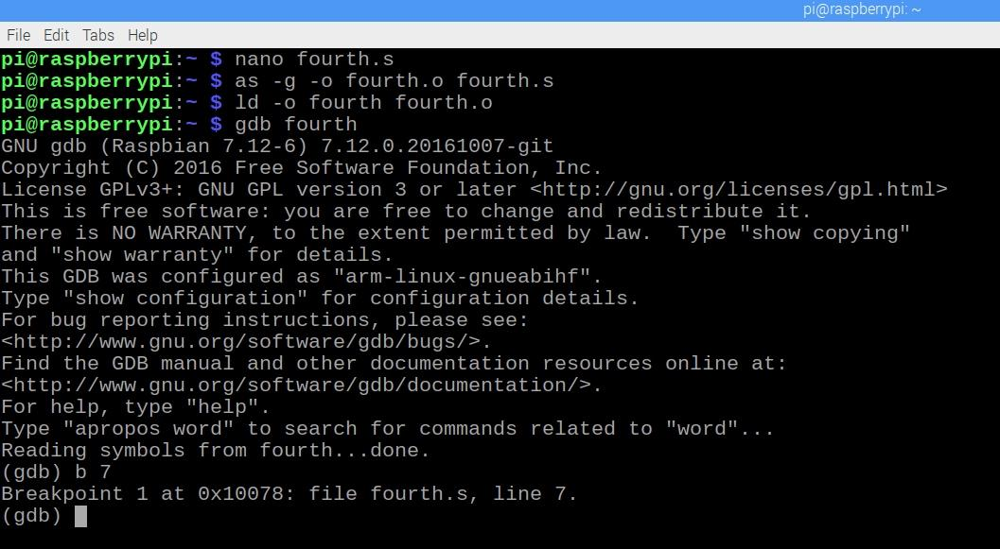 pi@raspberrypi: ~
File Edit Tabs Help
pi@raspberrypi:~ $ nano fourth.s
pi@raspberrypi:~ $ as -g -o fourth.o fourth.s
pi@raspberrypi:~ $ ld -o fourth fourth.o
pi@raspberrypi:~ $ gdb fourth
GNU gdb (Raspbian 7.12-6) 7.12.0.20161007-git
Copyright (C) 2016 Free Software Foundation, Inc.
License GPLv3+: GNU GPL version 3 or later <http://gnu.org/licenses/gpl.html>
This is free software: you are free to change and redistribute it.
There is NO WARRANTY, to the extent permitted by law.  Type "show copying"
and "show warranty" for details.
This GDB was configured as "arm-linux-gnueabihf".
Type "show configuration" for configuration details.
For bug reporting instructions, please see:
<http://www.gnu.org/software/gdb/bugs/>.
Find the GDB manual and other documentation resources online at:
<http://www.gnu.org/software/gdb/documentation/>.
For help, type "help".
Type "apropos word" to search for commands related to "word"...
Reading symbols from fourth...done.
(gdb) b 7
Breakpoint 1 at 0x10078: file fourth.s, line 7.
(gdb)